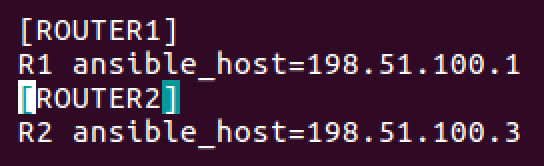 [ROUTER1]
R1 ansible_host=198.51.100.1
[ROUTER2]
R2 ansible_host=198.51.100.3